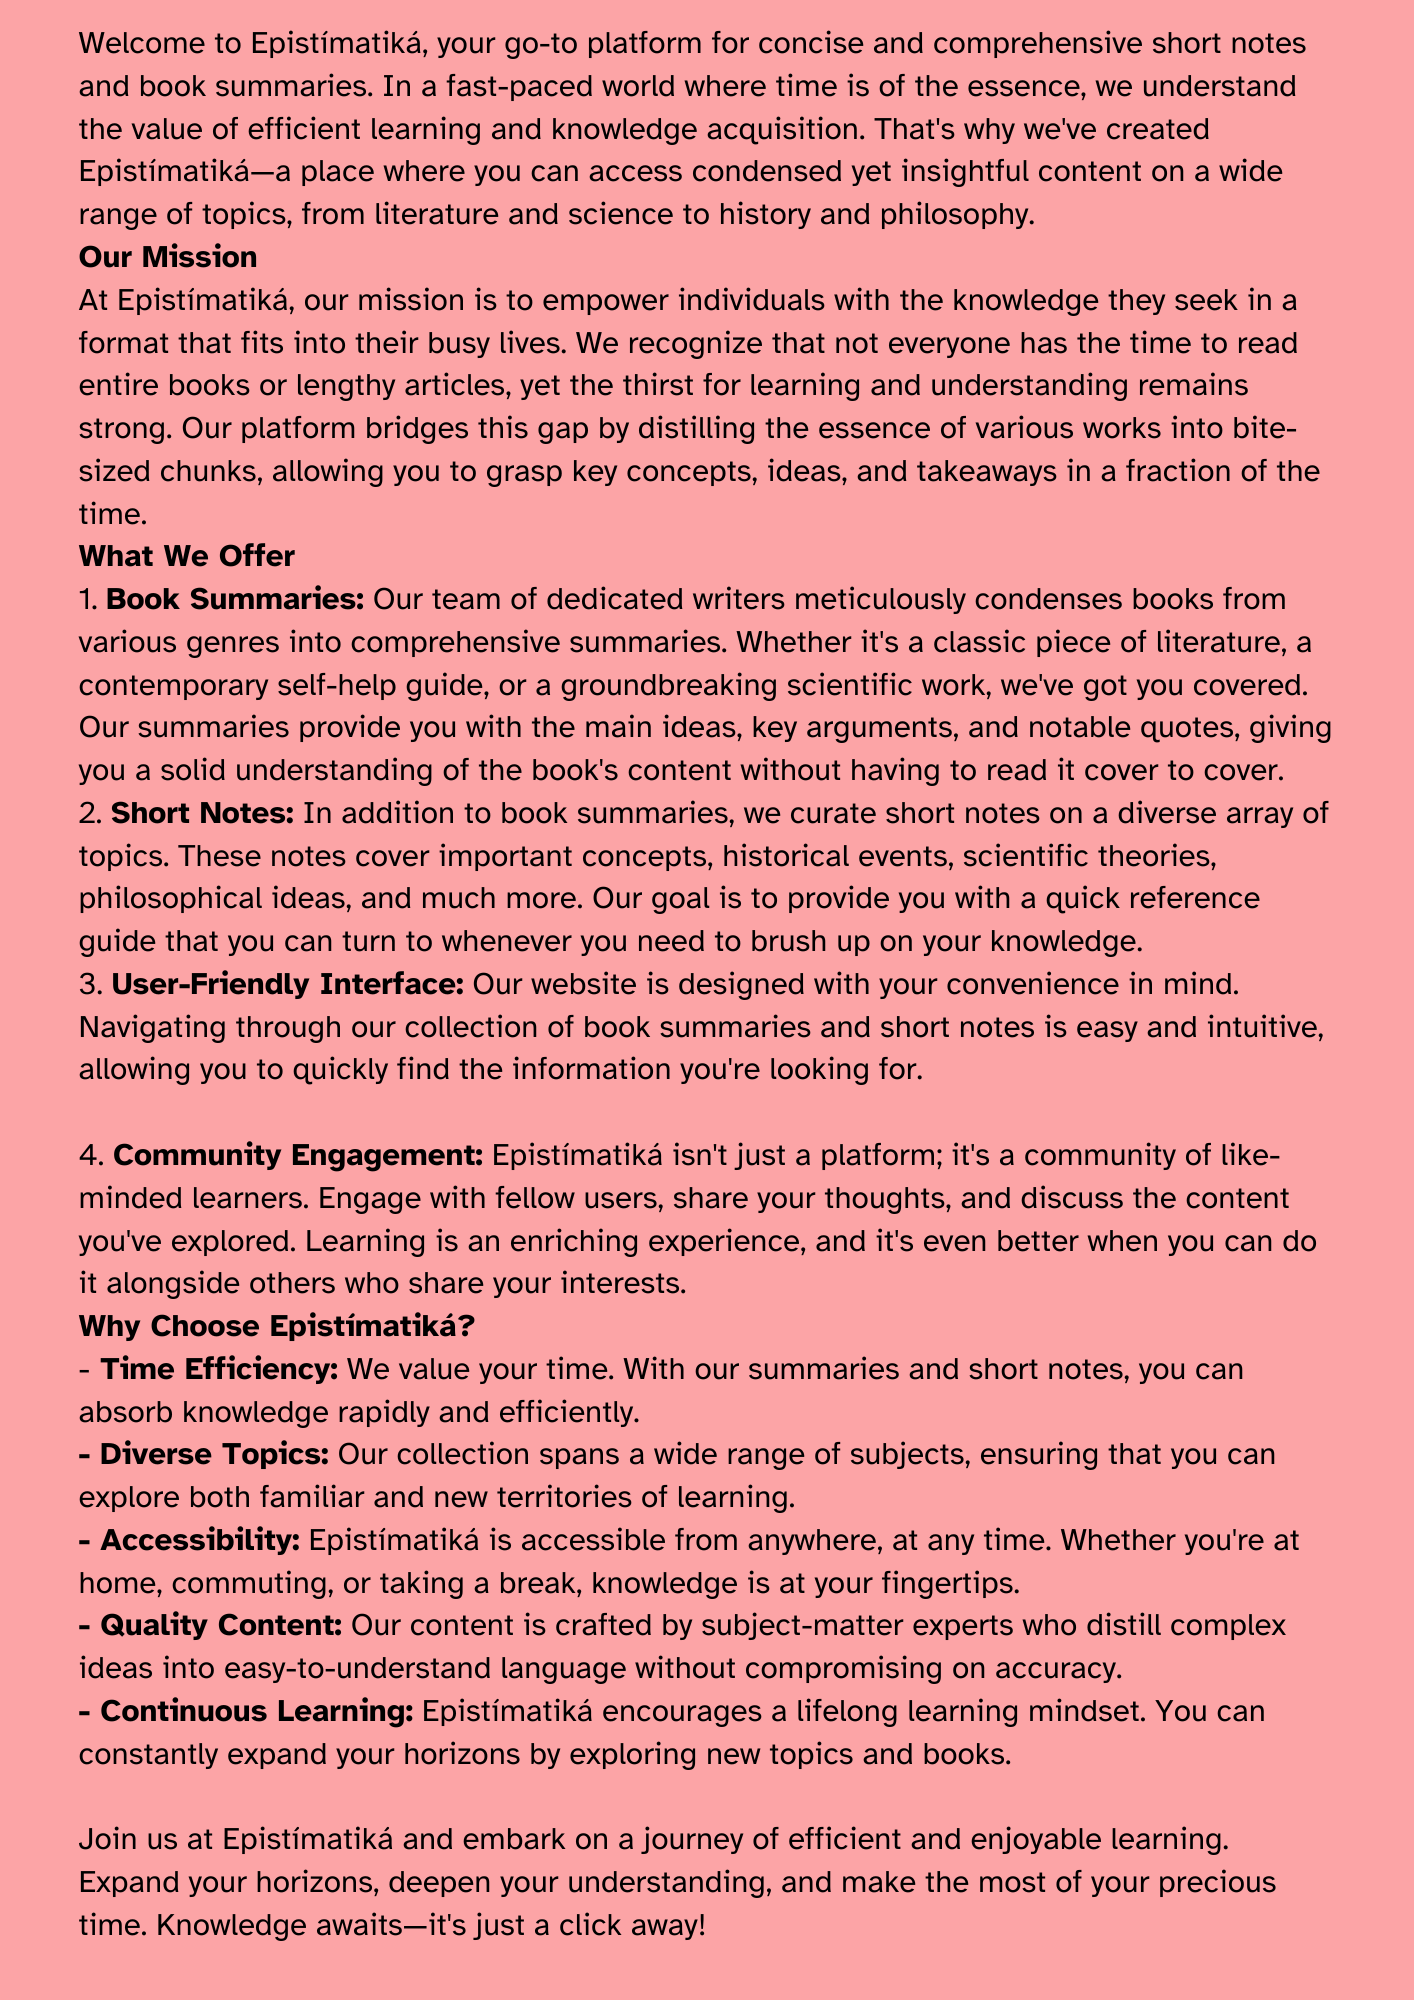 Welcome to Epistímatiká, your go-to platform for concise and comprehensive short notes
and book summaries. In a fast-paced world where time is of the essence, we understand
the value of efficient learning and knowledge acquisition. That's why we've created
Epistímatiká—a place where you can access condensed yet insightful content on a wide
range of topics, from literature and science to history and philosophy.
Our Mission
At Epistímatiká, our mission is to empower individuals with the knowledge they seek in a
format that fits into their busy lives. We recognize that not everyone has the time to read
entire books or lengthy articles, yet the thirst for learning and understanding remains
strong. Our platform bridges this gap by distilling the essence of various works into bite-
sized chunks, allowing you to grasp key concepts, ideas, and takeaways in a fraction of the
time.
What We Offer
1. Book Summaries: Our team of dedicated writers meticulously condenses books from
various genres into comprehensive summaries. Whether it's a classic piece of literature, a
contemporary self-help guide, or a groundbreaking scientific work, we've got you covered.
Our summaries provide you with the main ideas, key arguments, and notable quotes, giving
you a solid understanding of the book's content without having to read it cover to cover.
2. Short Notes: In addition to book summaries, we curate short notes on a diverse array of
topics. These notes cover important concepts, historical events, scientific theories,
philosophical ideas, and much more. Our goal is to provide you with a quick reference
guide that you can turn to whenever you need to brush up on your knowledge.
3. User-Friendly Interface: Our website is designed with your convenience in mind.
Navigating through our collection of book summaries and short notes is easy and intuitive,
allowing you to quickly find the information you're looking for.
4. Community Engagement: Epistímatiká isn't just a platform; it's a community of like-
minded learners. Engage with fellow users, share your thoughts, and discuss the content
you've explored. Learning is an enriching experience, and it's even better when you can do
it alongside others who share your interests.
Why Choose Epistímatiká?
- Time Efficiency: We value your time. With our summaries and short notes, you can
absorb knowledge rapidly and efficiently.
- Diverse Topics: Our collection spans a wide range of subjects, ensuring that you can
explore both familiar and new territories of learning.
- Accessibility: Epistímatiká is accessible from anywhere, at any time. Whether you're at
home, commuting, or taking a break, knowledge is at your fingertips.
- Quality Content: Our content is crafted by subject-matter experts who distill complex
ideas into easy-to-understand language without compromising on accuracy.
- Continuous Learning: Epistímatiká encourages a lifelong learning mindset. You can
constantly expand your horizons by exploring new topics and books.
Join us at Epistímatiká and embark on a journey of efficient and enjoyable learning.
Expand your horizons, deepen your understanding, and make the most of your precious
time. Knowledge awaits—it's just a click away!